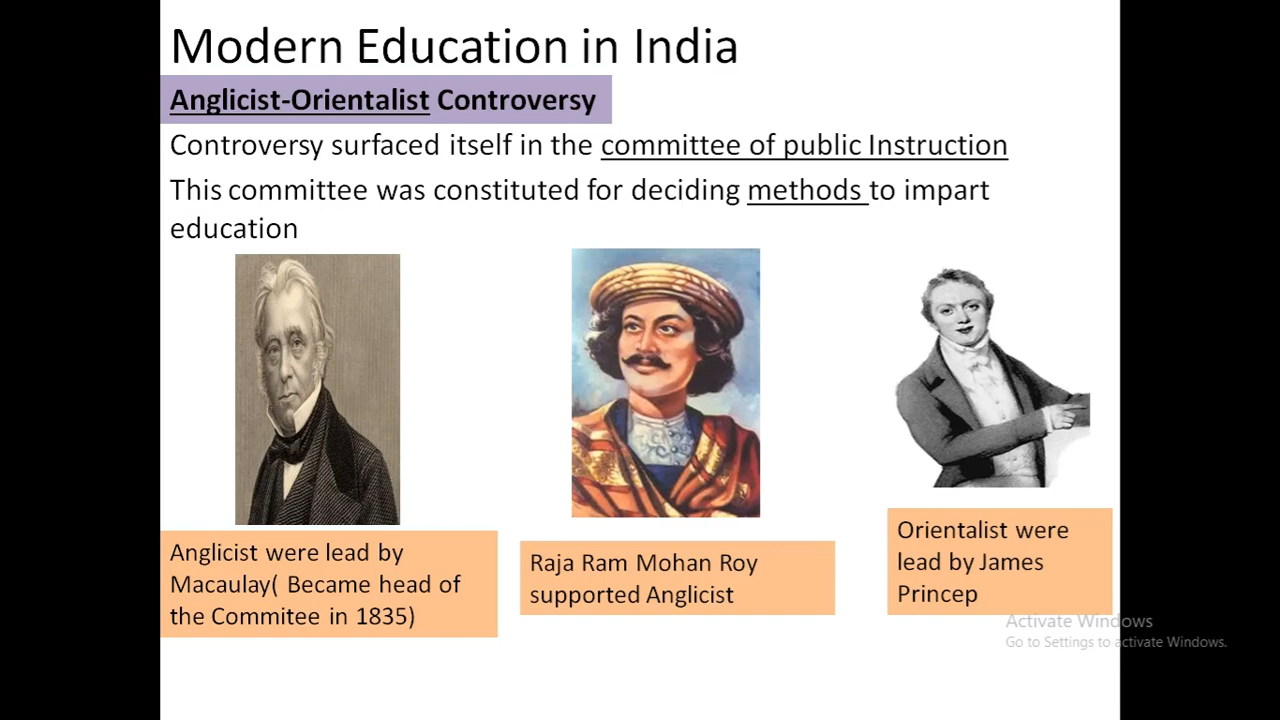 Modern Education in India
Anglicist-Orientalist Controversy
Controversy surfaced itself in the committee of public Instruction
This committee was constituted for deciding methods to impart
education
Anglicist were lead by
Macaulay( Became head of
the Commitee in 1835)
Raja Ram Mohan Roy
supported Anglicist
Orientalist were
lead by James
Princep
Activate Windows
Go to Settings to activate Windows.